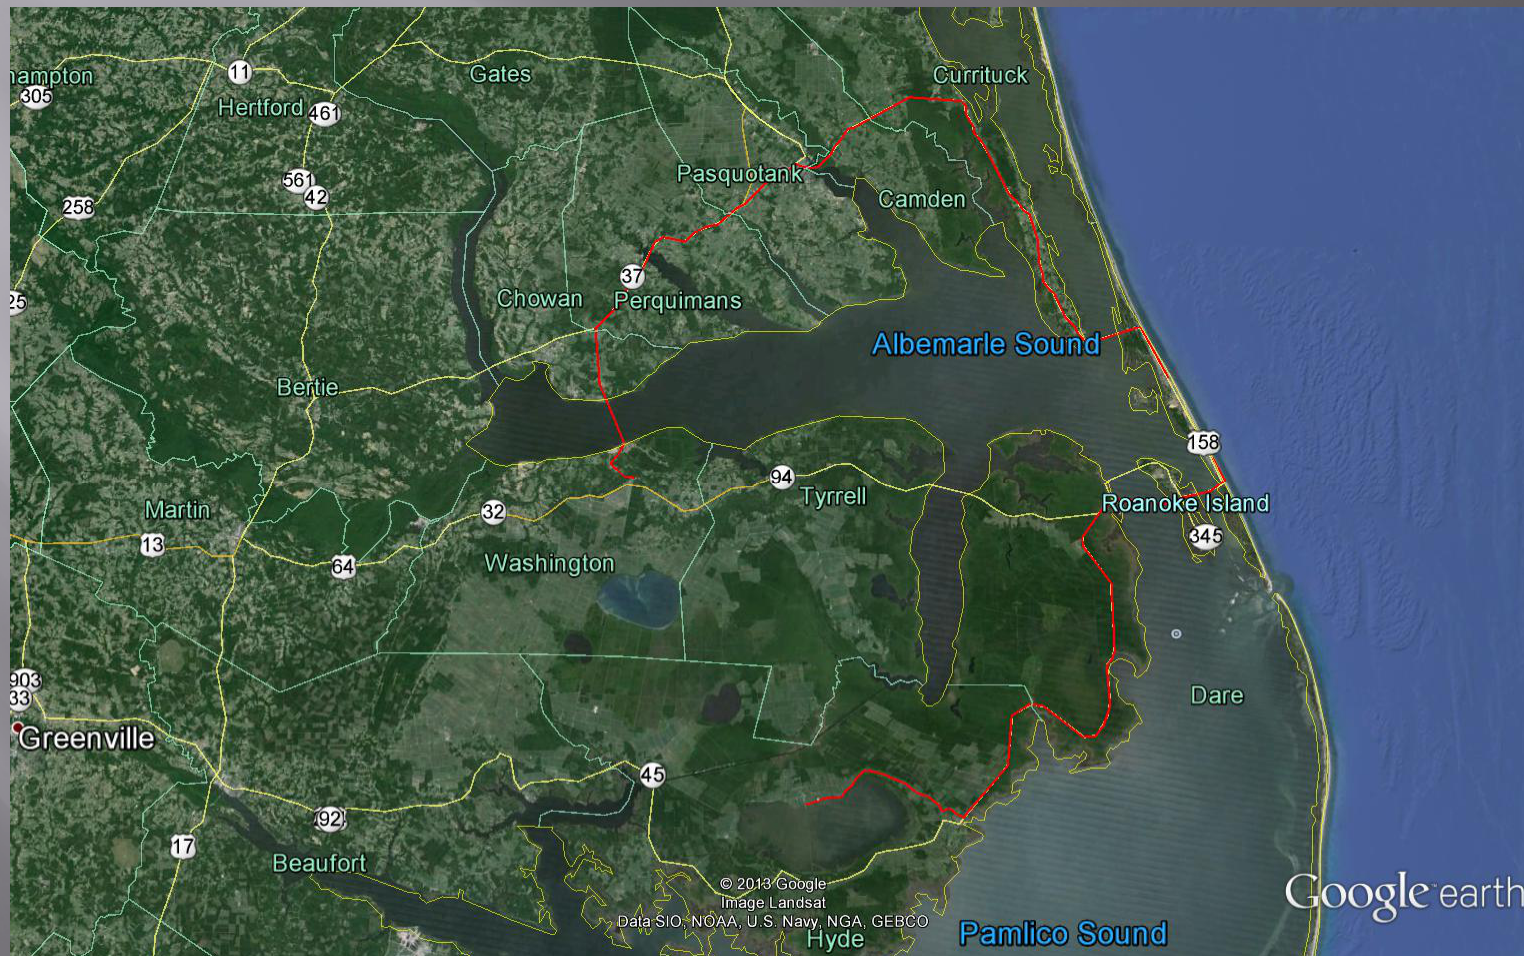 11
Gates
Currituck
hampton
305
Hertford
461
561
42
258
Pasquotank
Camden
37
25
Chowan
Perquimans
Albemarle Sound
Bertie
158
94
Tyrrell
Roanoke Island
Martin
32
345
13
64
Washington
903
33
Dare
Greenville
45
92
17
Beaufort
© 2013 Google
Image Landsat
Data SIO, NOAA, U.S. Navy, NGA, GEBCO
Google earth
Hyde
Pamlico Sound